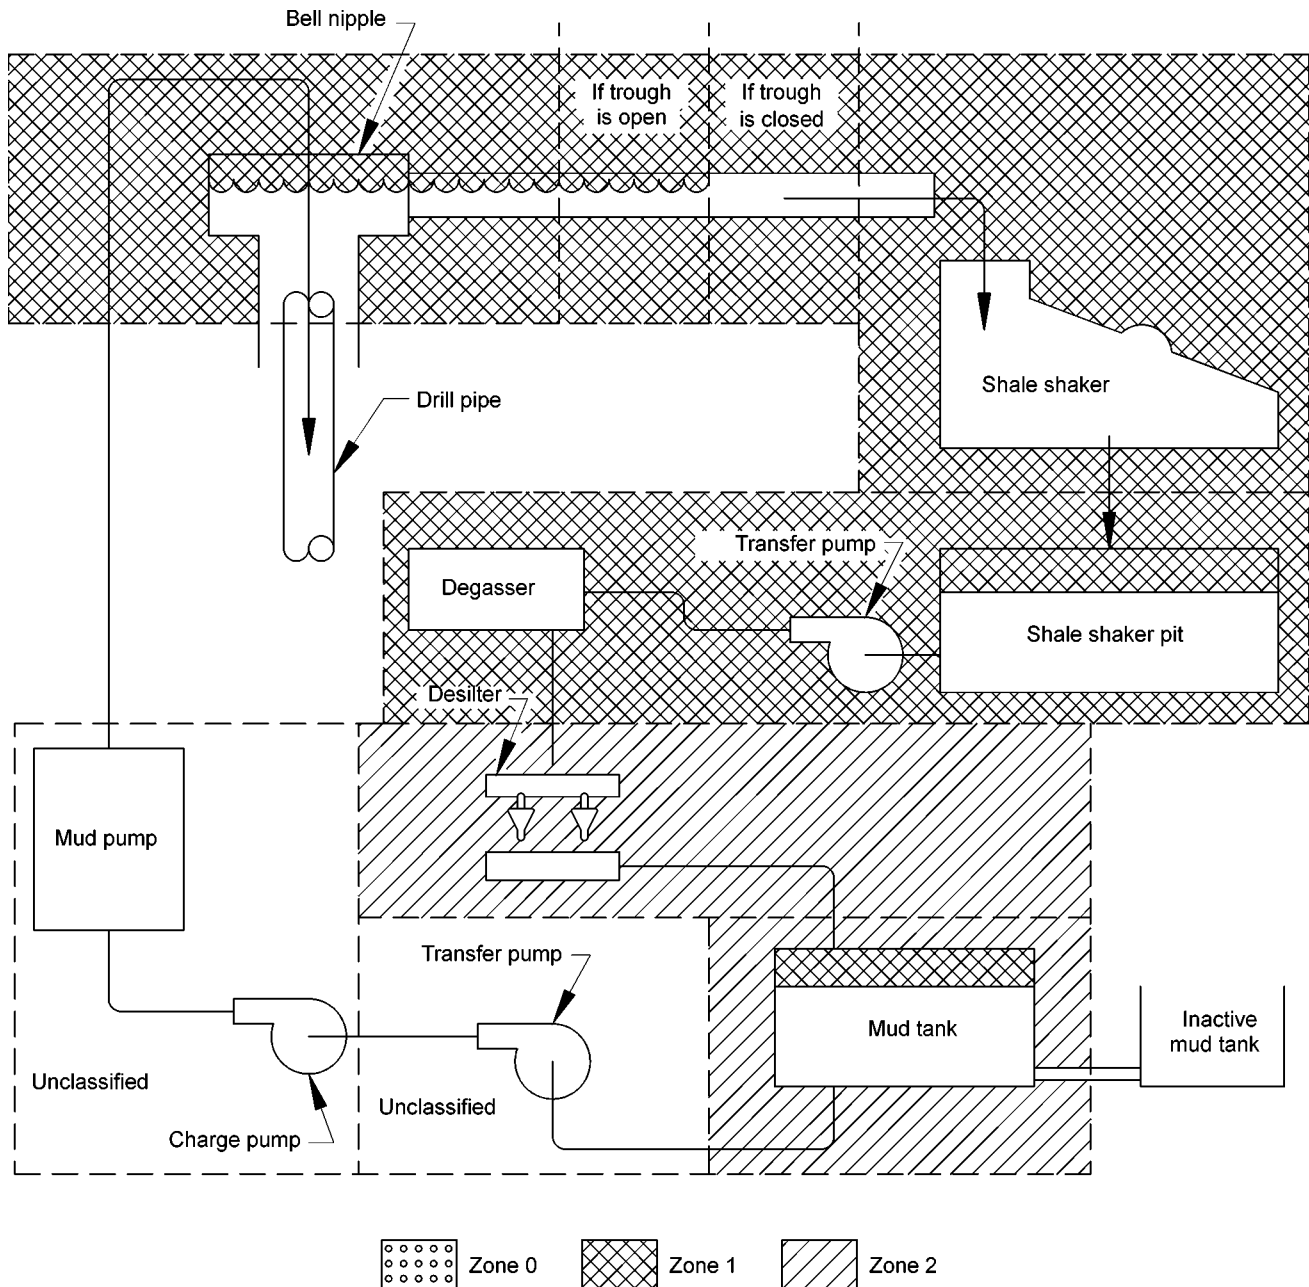 Bell nipple
If trough
is open
If trough
is closed
Shale shaker
Drill pipe
Transfer pump
Degasser
Shale shaker pit
Desilter
Mud pump
Transfer pump
Mud tank
Inactive
mud tank
Unclassified
Unclassified
Charge pump
Zone 0
Zone 1
Zone 2